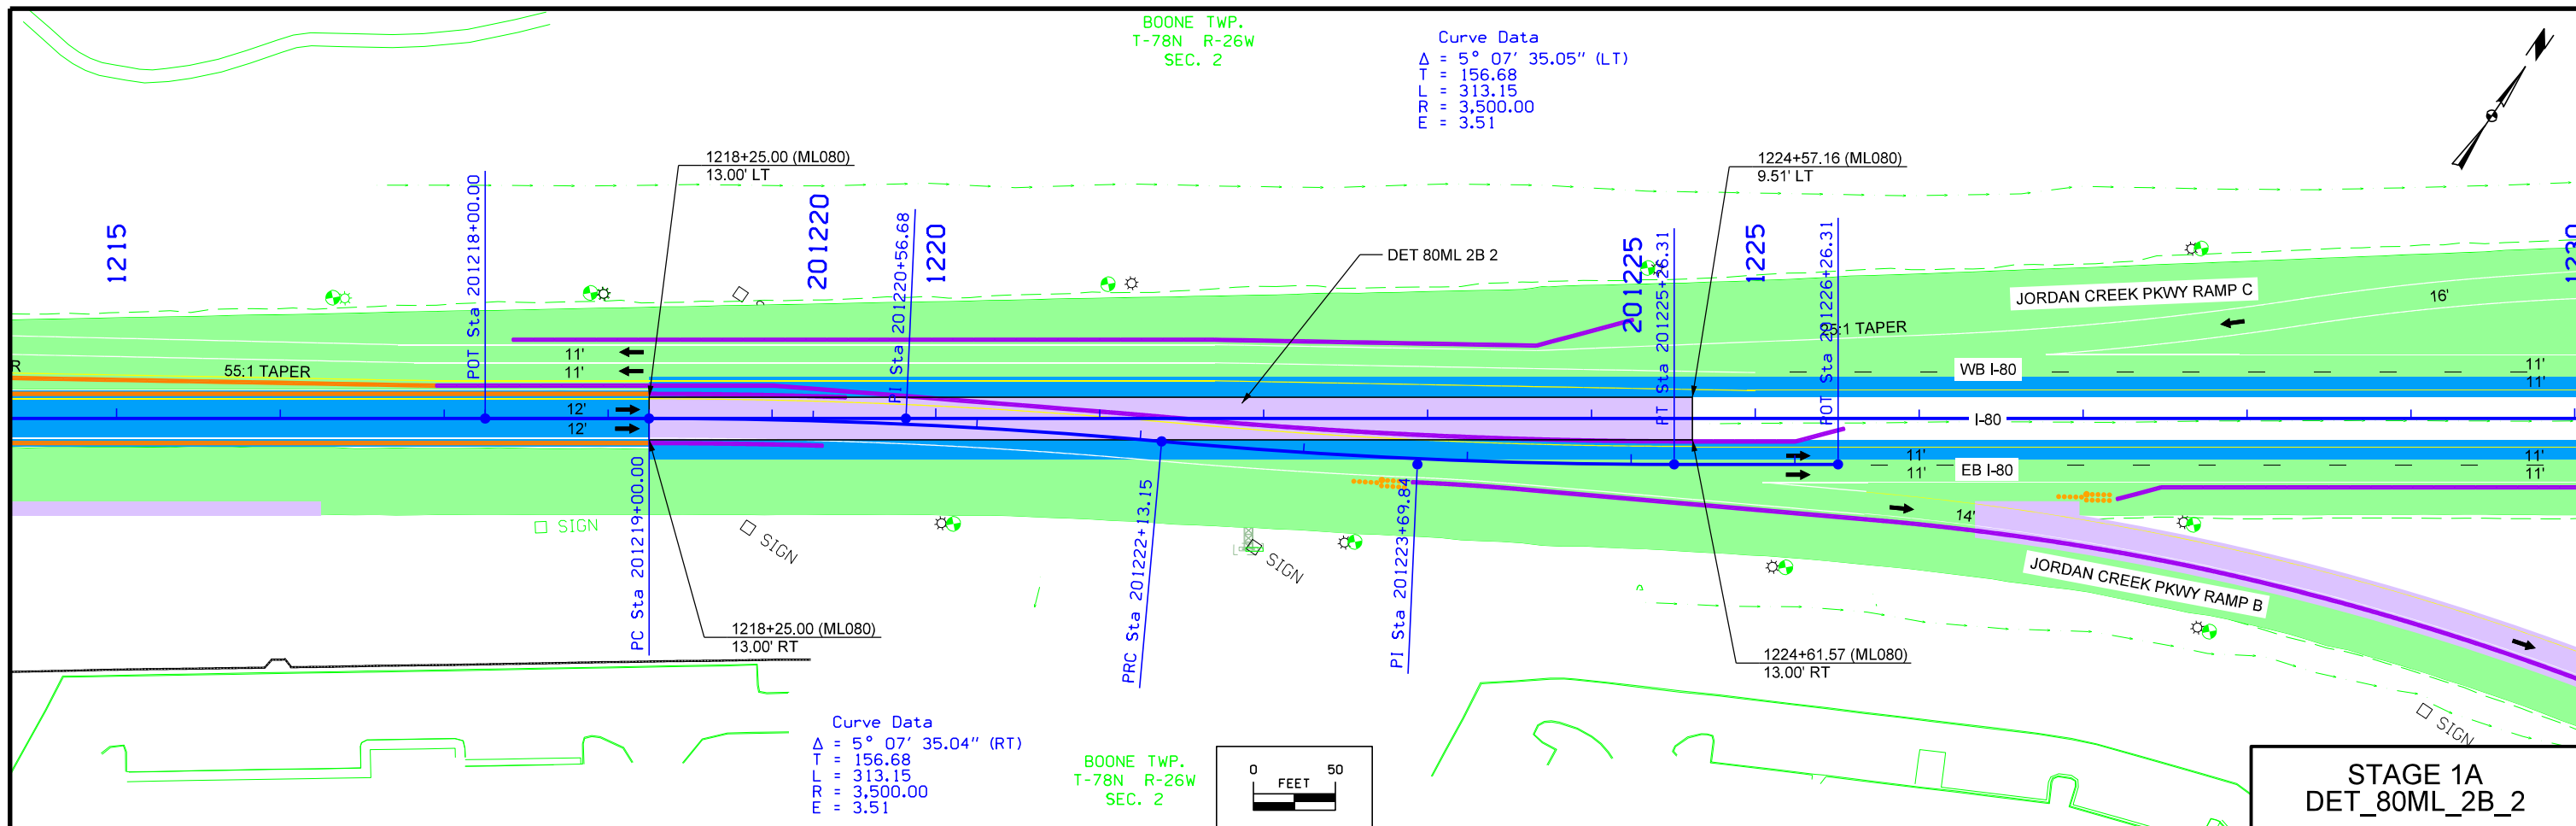 BOONE TWP.
T-78N R-26W
SEC. 2
Curve Data
Δ = 5° 07' 35.05" (LT)
T = 156.68
L = 313.15
R = 3,500.00
E = 3.51
1218+25.00 (ML080)
13.00' LT
1224+57.16 (ML080)
9.51' LT
1215
POT Sta 201218+00.00
201220
PI Sta 201220+56.68
1220
DET 80ML 2B 2
201225
PT Sta 201225+26.31
1225
POT Sta 201226+26.31
1230
JORDAN CREEK PKWY RAMP C
16'
TAPER
R
55:1 TAPER
11'
11'
WB I-80
11'
11'
12'
12'
I-80
11'
11'
EB I-80
11'
11'
14'
SIGN
SIGN
SIGN
PC Sta 201219+00.00
PRC Sta 201222+13.15
PI Sta 201223+69.84
JORDAN CREEK PKWY RAMP B
1218+25.00 (ML080)
13.00' RT
1224+61.57 (ML080)
13.00' RT
SIGN
Curve Data
Δ = 5° 07' 35.04" (RT)
T = 156.68
L = 313.15
R = 3,500.00
E = 3.51
BOONE TWP.
T-78N R-26W
SEC. 2
0 50
FEET
STAGE 1A
DET_80ML_2B_2